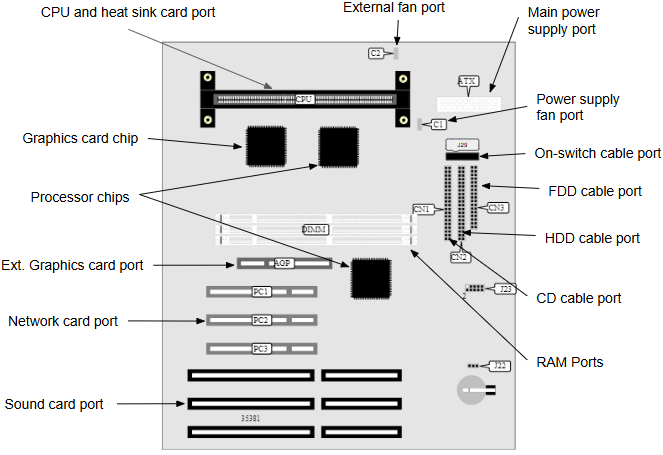 CPU and heat sink card port
External fan port
Main power
supply port
C2
ATX
CPU
Power supply
fan port
C1
Graphics card chip
J29
On-switch cable port
Processor chips
FDD cable port
CN1
CN3
DIMM
HDD cable port
CN2
Ext. Graphics card port
AGP
PC1
J23
2
CD cable port
Network card port
PC2
PC3
RAM Ports
J22
Sound card port
35381